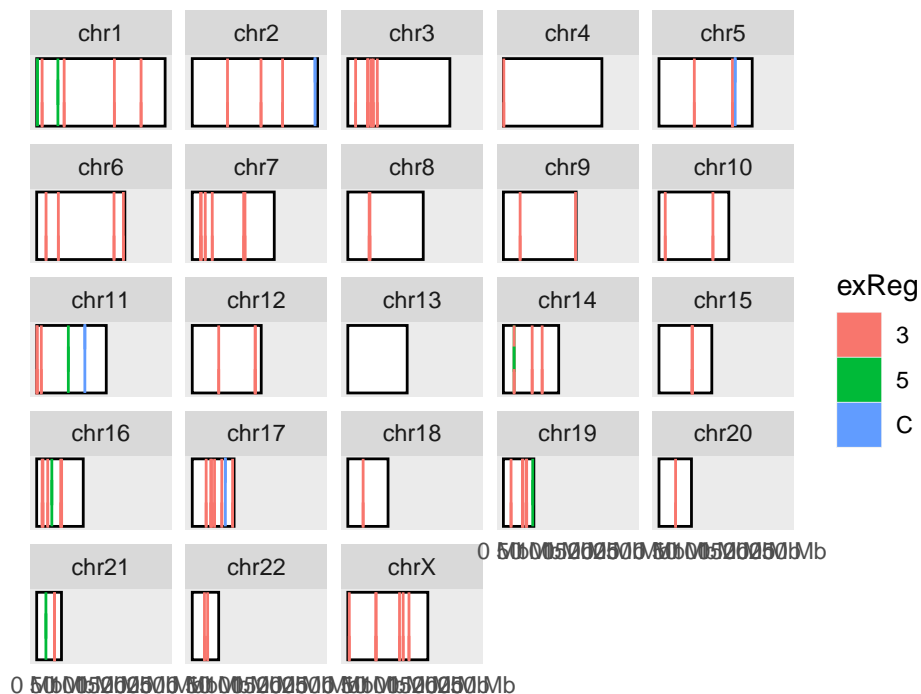 chr1 chr2 chr3 chr4 chr5
chr6 chr7 chr8 chr9 chr10
chr11 chr12 chr13 chr14 chr15
chr16 chr17 chr18 chr19 chr20
chr21 chr22 chrX
exReg
3
5
C